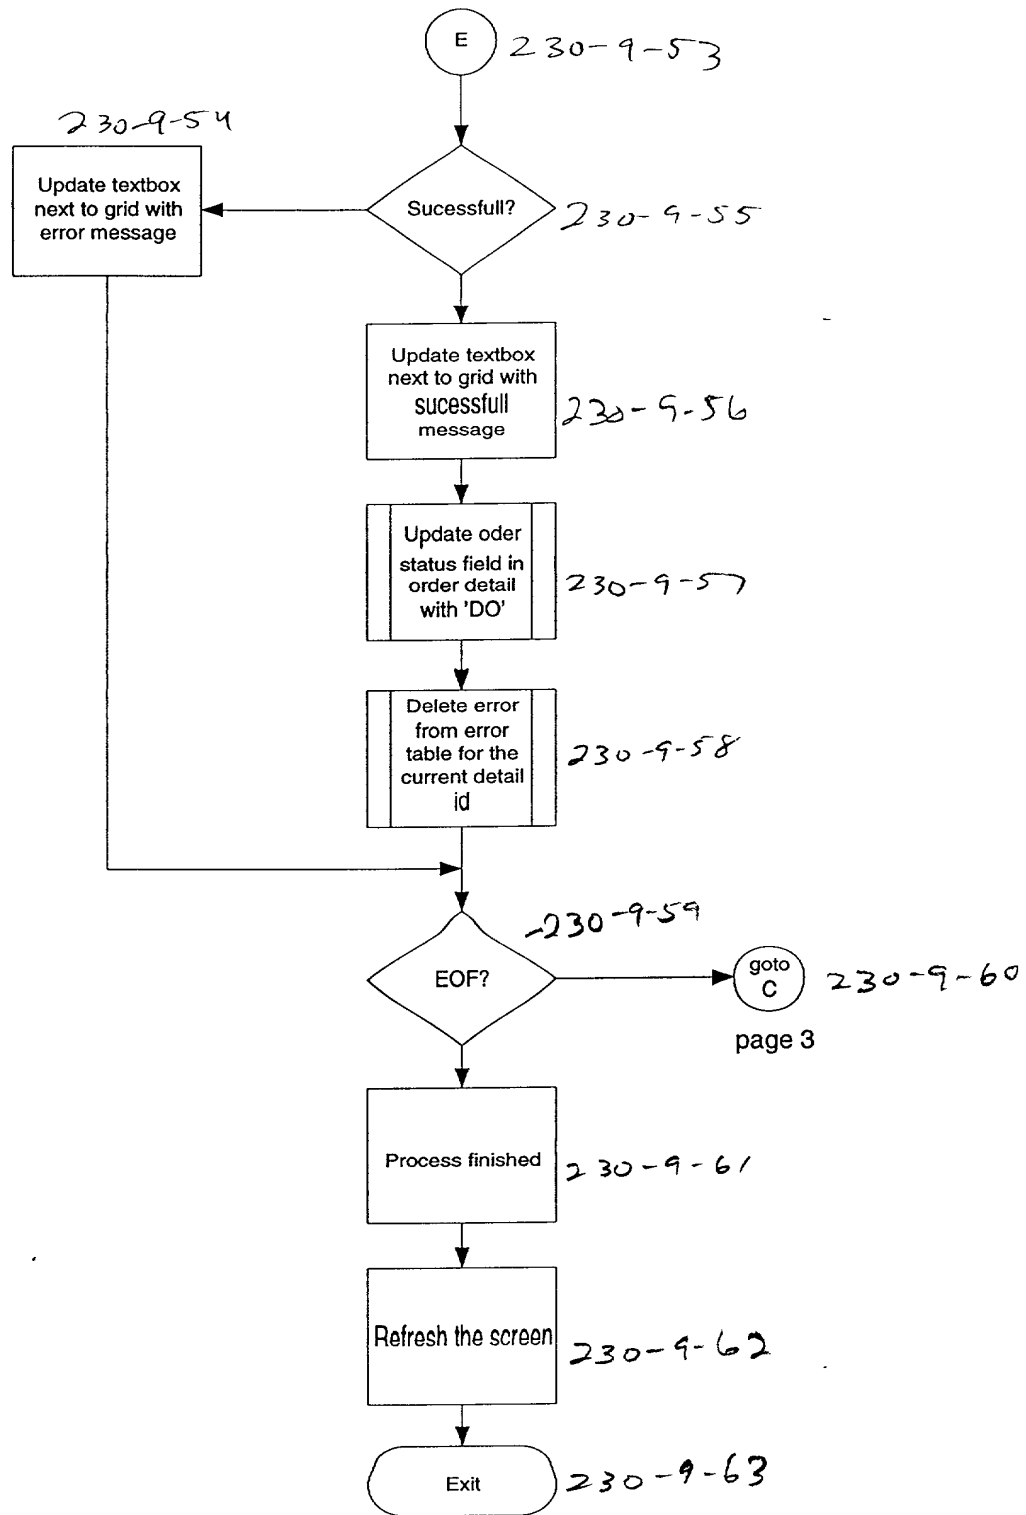 E
230-9-53
230-9-54
Update textbox
next to grid with
error message
Sucessfull?
230-9-55
Update textbox
next to grid with
sucessfull
message
230-9-56
Update oder
status field in
order detail
with 'DO'
230-9-57
Delete error
from error
table for the
current detail
id
230-9-58
230-9-59
EOF?
goto
C
230-9-60
page 3
Process finished
230-9-61
Refresh the screen
230-9-62
Exit
230-9-63